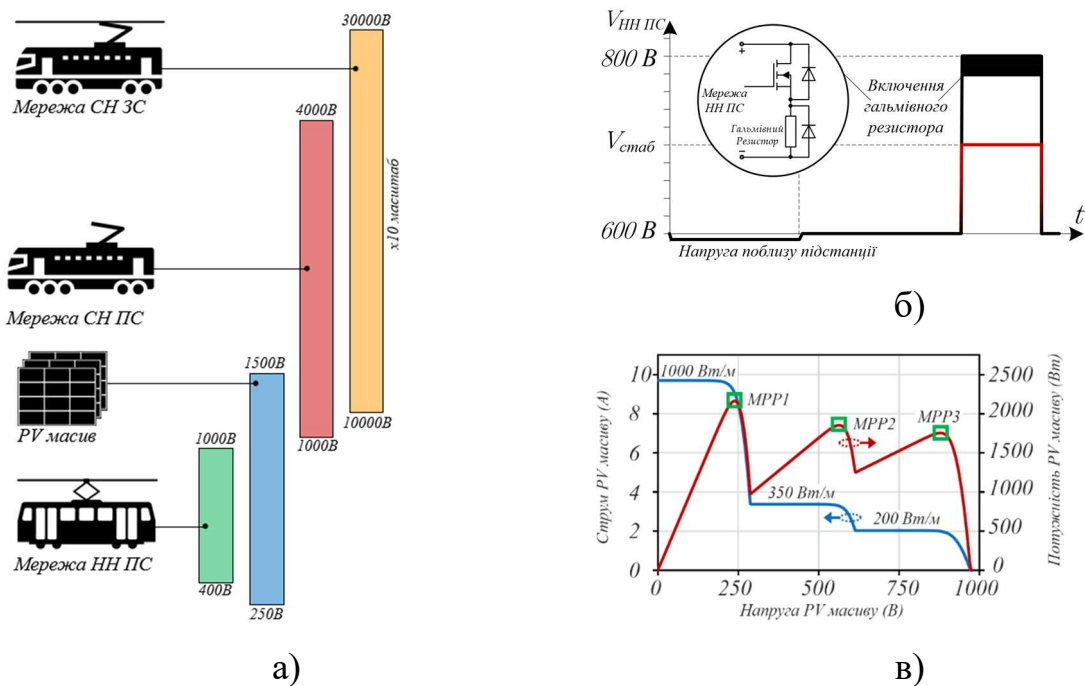 30000В
Мережа СН ЗС
4000В
х10 масштаб
Мережа СН ПС
1500В
PV масив
1000В
10000В
1000В
Мережа НН ПС
400В
250В
а)
V НН ПС
800 В
Включення
гальмівного
резистора
Мережа
НН ПС
Гальмівний
Резистор
+
−
V стаб
600 В
t
Напруга поблизу підстанції
б)
Струм PV масиву (А)
10
8
6
4
2
0
1000 Вт/м
MPP1
MPP2
MPP3
350 Вт/м
200 Вт/м
2500
2000
1500
1000
500
0
Потужність PV масиву (Вт)
0
250
500
750
1000
Напруга PV масиву (В)
в)